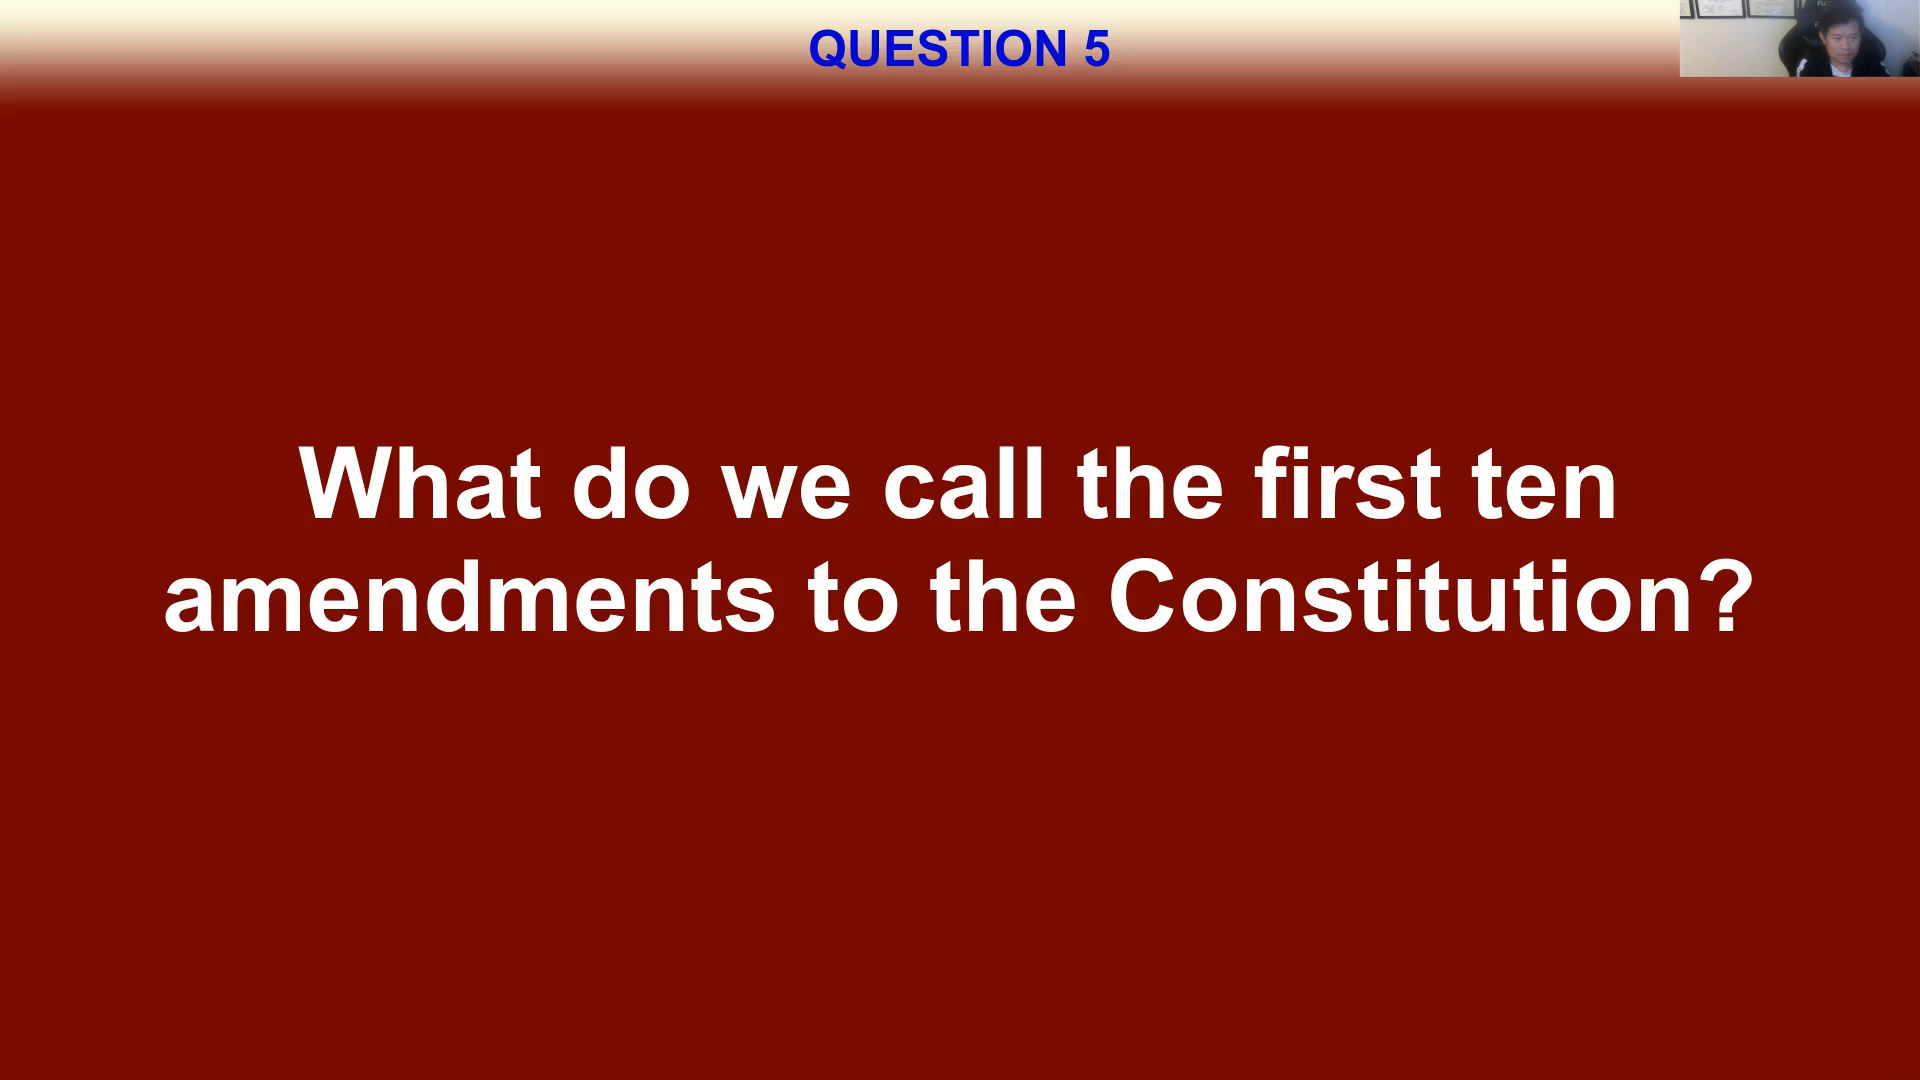 QUESTION 5
What do we call the first ten
amendments to the Constitution?